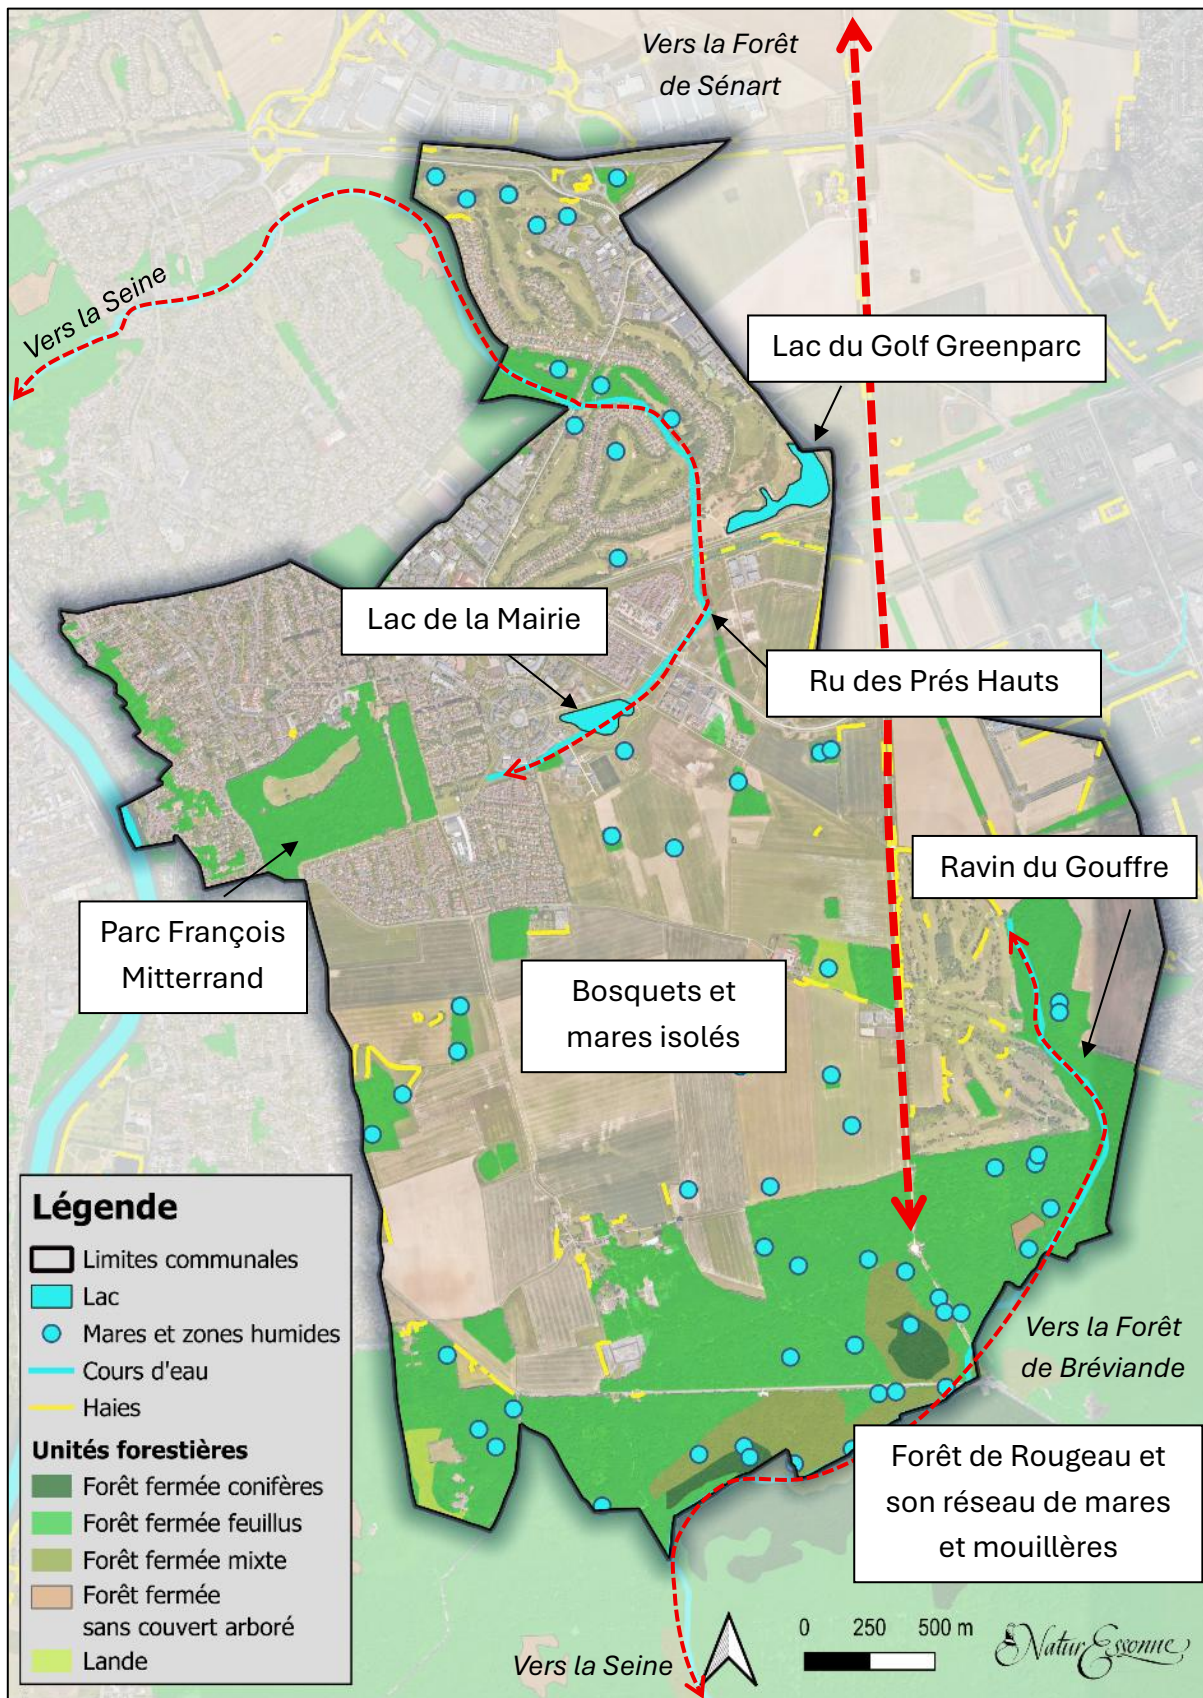 Vers la Forêt
de Sénart
Vers la Seine
Lac du Golf Greenparc
Lac de la Mairie
Ru des Prés Hauts
Ravin du Gouffre
Parc François
Mitterrand
Bosquets et
mares isolés
Légende
Limites communales
Lac
Mares et zones humides
Cours d'eau
Haies
Unités forestières
Forêt fermée conifères
Forêt fermée feuillus
Forêt fermée mixte
Forêt fermée
sans couvert arboré
Lande
Vers la Forêt
de Bréviande
Forêt de Rougeau et
son réseau de mares
et mouillères
Vers la Seine
0 250 500 m
NaturEssonne